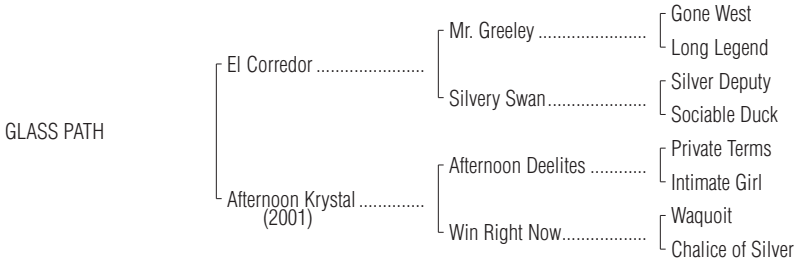 Gone West
Mr. Greeley ......................
Long Legend
El Corredor ......................
Silver Deputy
Silvery Swan....................
Sociable Duck
GLASS PATH
Private Terms
Afternoon Deelites ............
Intimate Girl
Afternoon Krystal .............
(2001)
Waquoit
Win Right Now.................
Chalice of Silver